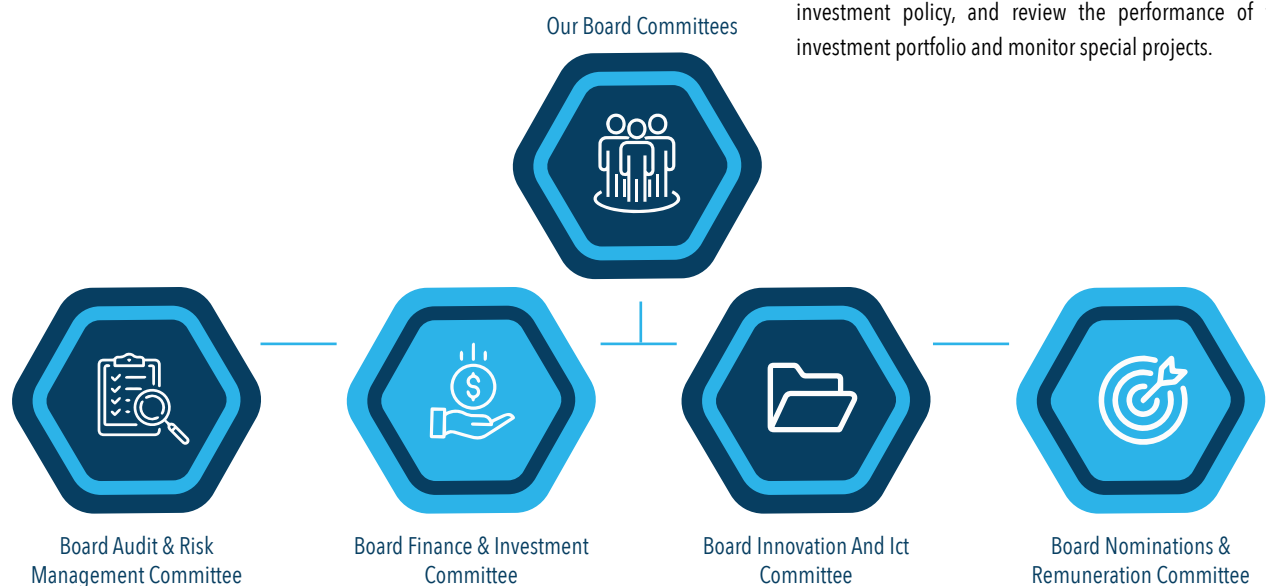 investment policy, and review the performance of
investment portfolio and monitor special projects.
Our Board Committees
$
Board Audit & Risk
Management Committee
Board Finance & Investment
Committee
Board Innovation And Ict
Committee
Board Nominations &
Remuneration Committee